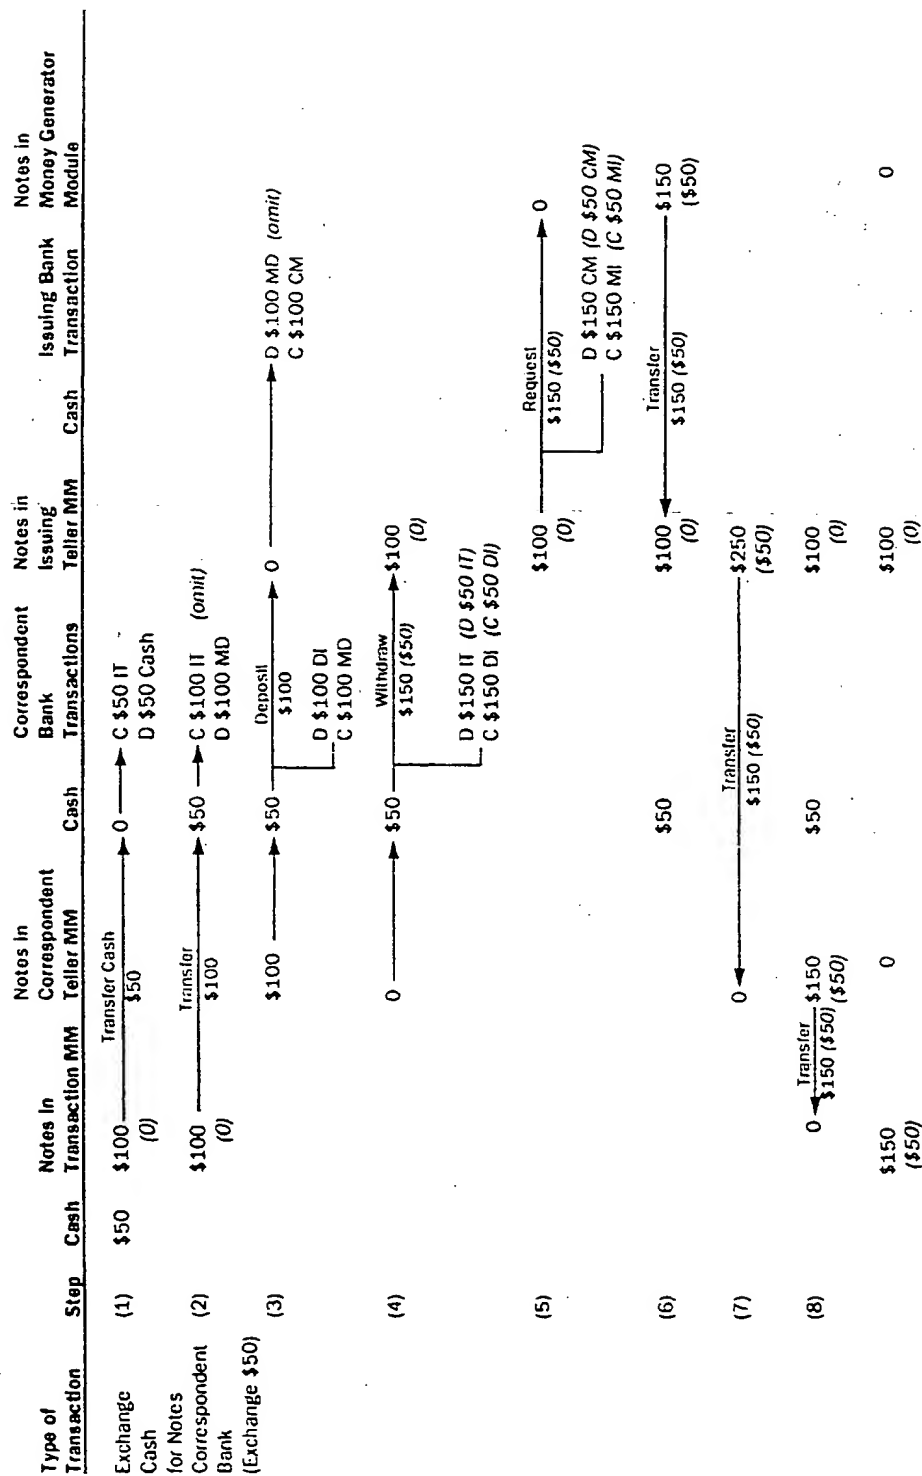 Type of Transaction Step Cash Notes in Transaction MM Notes in Correspondent Teller MM Cash Correspondent Bank Transactions Notes in Issuing Teller MM Cash Issuing Bank Transaction Notes in Money Generator Module
Exchange Cash for Notes Correspondent Bank (Exchange $50)
(1) $50 $100 (0) Transfer Cash $50 0 C $50 IT D $50 Cash
(2) $100 (0) Transfer $100 $50 C $100 IT (omit) D $100 MD
(3) $100 $50 Deposit $100 D $100 DI C $100 MD 0 D $100 MD (omit) C $100 CM
(4) 0 $50 Withdraw $150 ($50) D $150 IT (D $50 IT) C $150 DI (C $50 DI) $100 (0)
(5) $100 (0) Request $150 ($50) D $150 CM (D $50 CM) C $150 MI (C $50 MI) 0
(6) $50 $100 (0) Transfer $150 ($50) $150 ($50)
(7) 0 Transfer $150 ($50) $250 ($50)
(8) 0 Transfer $150 ($50) $150 ($50) $50 $100 (0)
$150 ($50) 0 $100 (0) 0